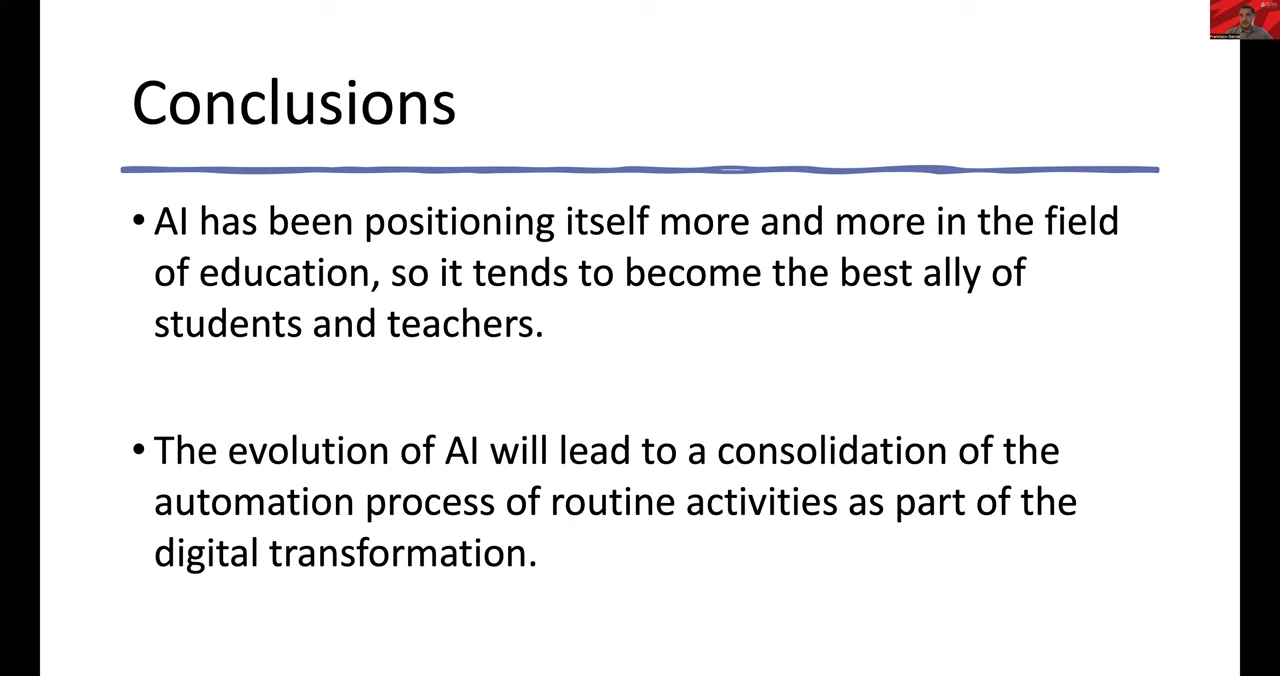 Conclusions
• AI has been positioning itself more and more in the field
of education, so it tends to become the best ally of
students and teachers.
• The evolution of AI will lead to a consolidation of the
automation process of routine activities as part of the
digital transformation.
Francisco García